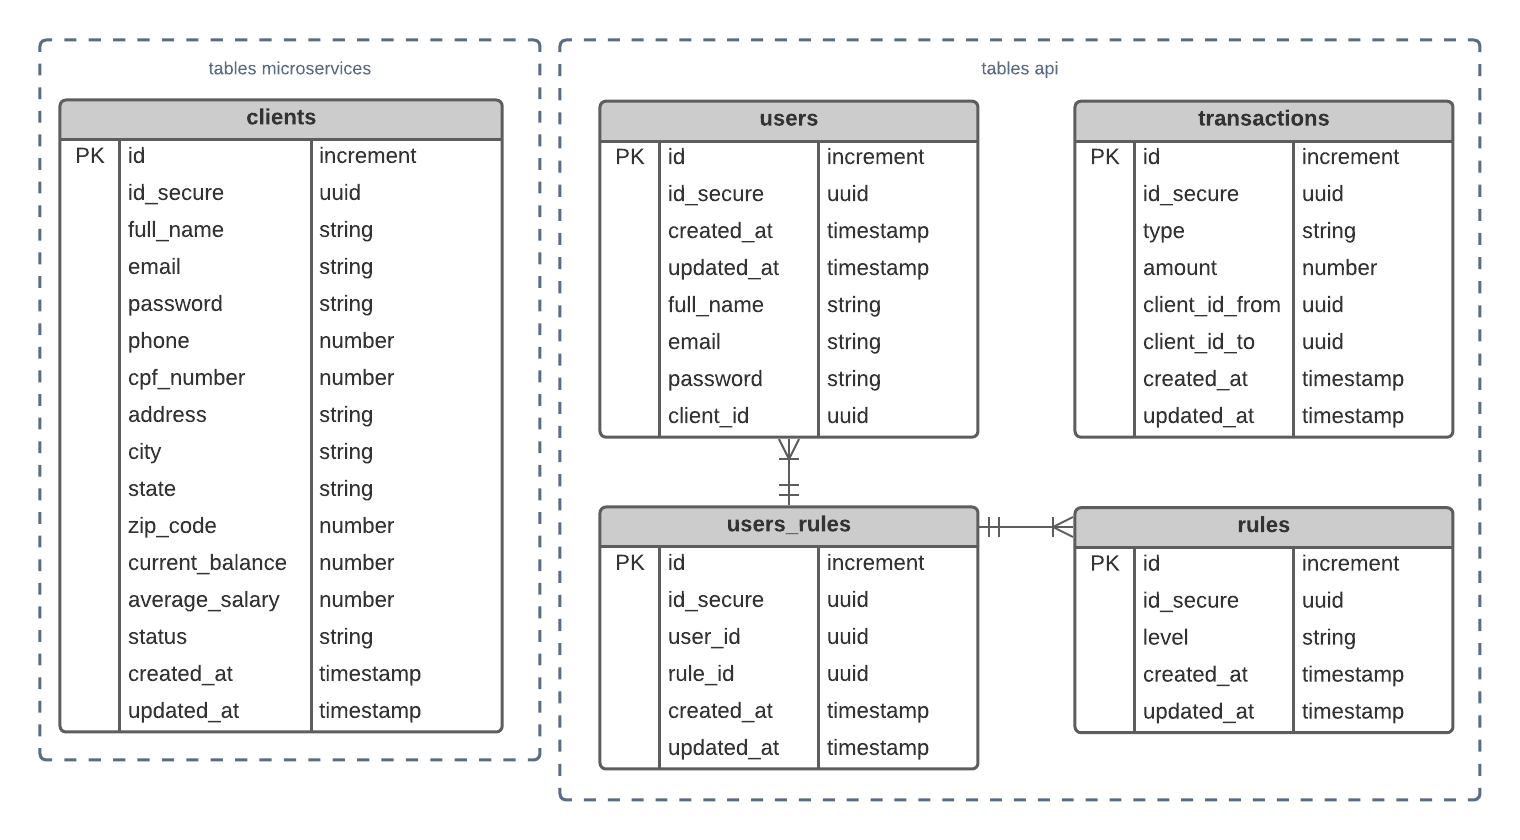 tables microservices
clients
PK id increment
id_secure uuid
full_name string
email string
password string
phone number
cpf_number number
address string
city string
state string
zip_code number
current_balance number
average_salary number
status string
created_at timestamp
updated_at timestamp
tables api
users
PK id increment
id_secure uuid
created_at timestamp
updated_at timestamp
full_name string
email string
password string
client_id uuid
transactions
PK id increment
id_secure uuid
type string
amount number
client_id_from uuid
client_id_to uuid
created_at timestamp
updated_at timestamp
users_rules
PK id increment
id_secure uuid
user_id uuid
rule_id uuid
created_at timestamp
updated_at timestamp
rules
PK id increment
id_secure uuid
level string
created_at timestamp
updated_at timestamp